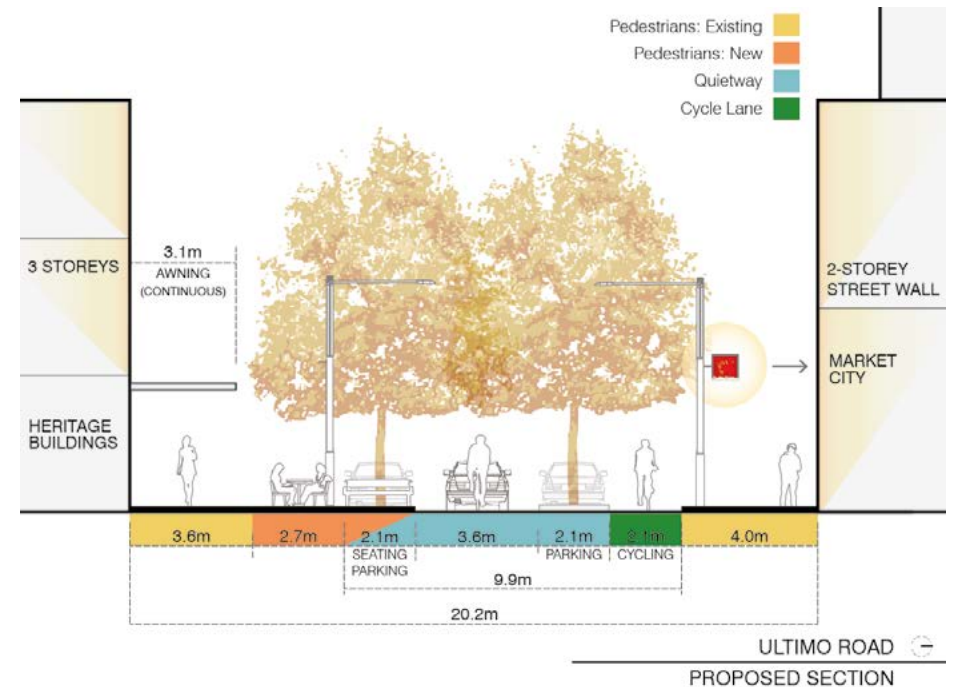 Pedestrians: Existing
Pedestrians: New
Quietway
Cycle Lane
3.1m
AWNING
(CONTINUOUS)
3 STOREYS
HERITAGE
BUILDINGS
2-STOREY
STREET WALL
MARKET
CITY
3.6m 2.7m 2.1m 3.6m 2.1m 2.1m 4.0m
SEATING PARKING CYCLING
PARKING
9.9m
20.2m
ULTIMO ROAD
PROPOSED SECTION